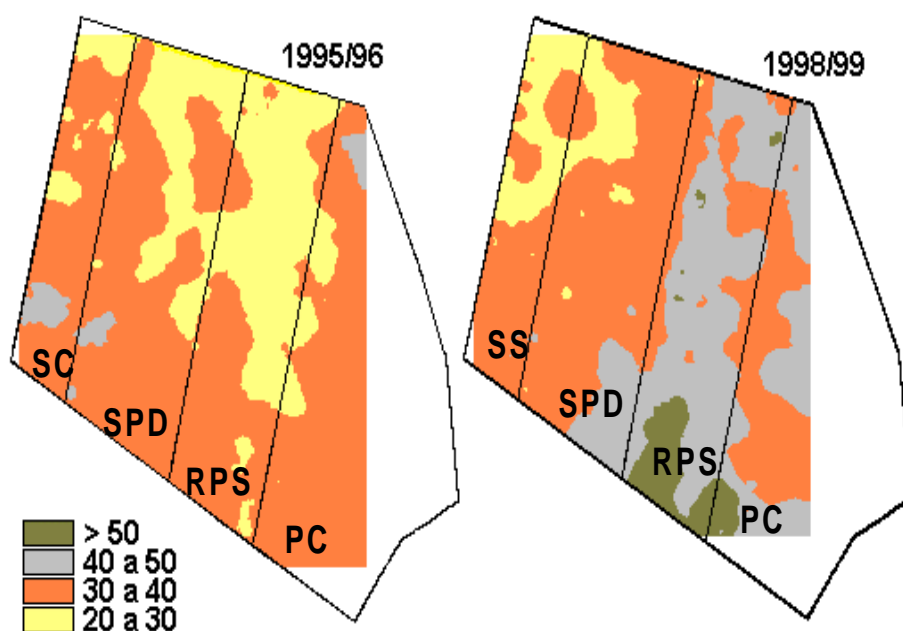 1995/96
SC
SPD
RPS
PC
1998/99
SS
SPD
RPS
PC
> 50
40 a 50
30 a 40
20 a 30